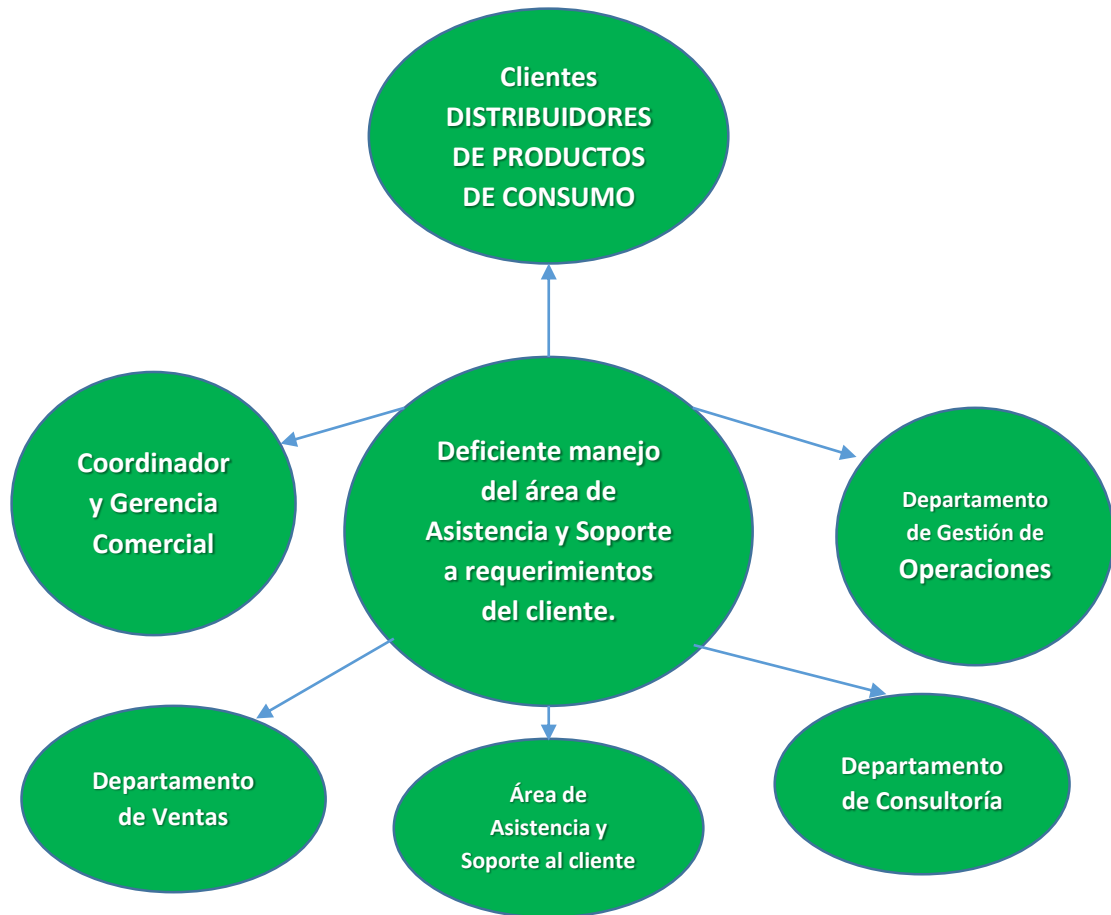 Clientes
DISTRIBUIDORES
DE PRODUCTOS
DE CONSUMO
Coordinador
y Gerencia
Comercial
Deficiente manejo
del área de
Asistencia y Soporte
a requerimientos
del cliente.
Departamento
de Gestión de
Operaciones
Departamento
de Ventas
Área de
Asistencia y
Soporte al cliente
Departamento
de Consultoría